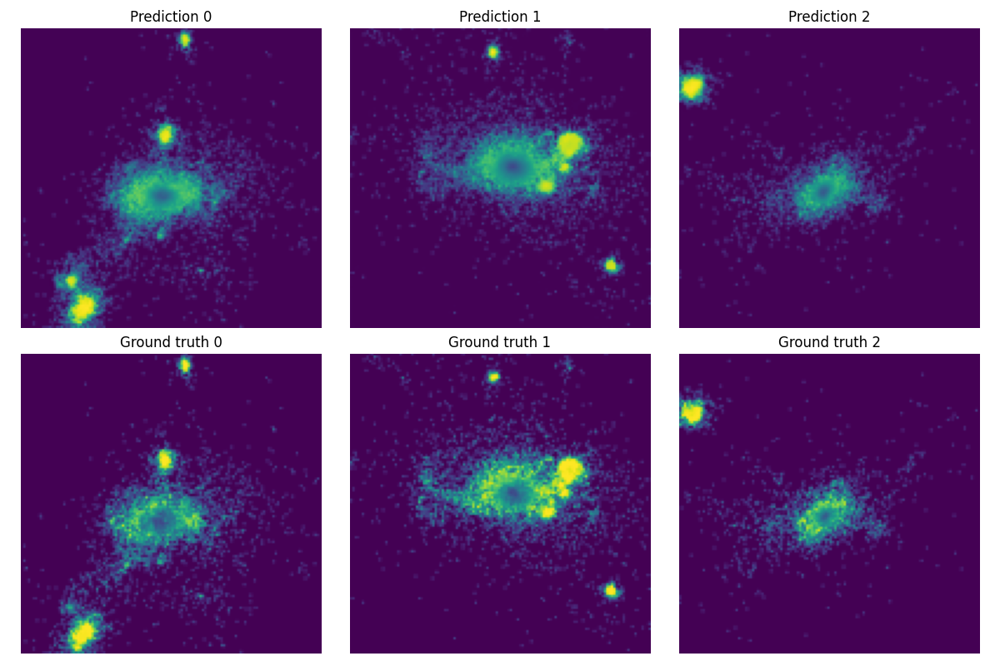 Prediction 0
Prediction 1
Prediction 2
Ground truth 0
Ground truth 1
Ground truth 2